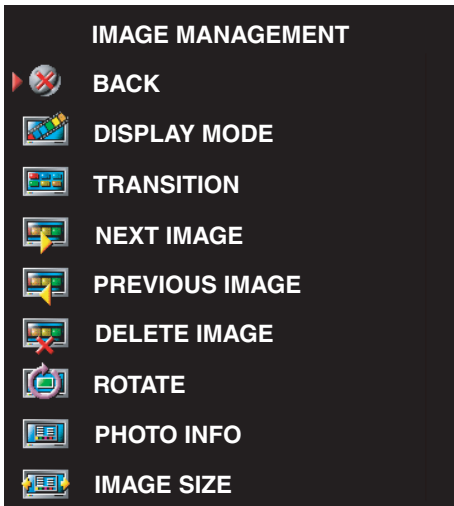 IMAGE MANAGEMENT
BACK
DISPLAY MODE
TRANSITION
NEXT IMAGE
PREVIOUS IMAGE
DELETE IMAGE
ROTATE
PHOTO INFO
IMAGE SIZE